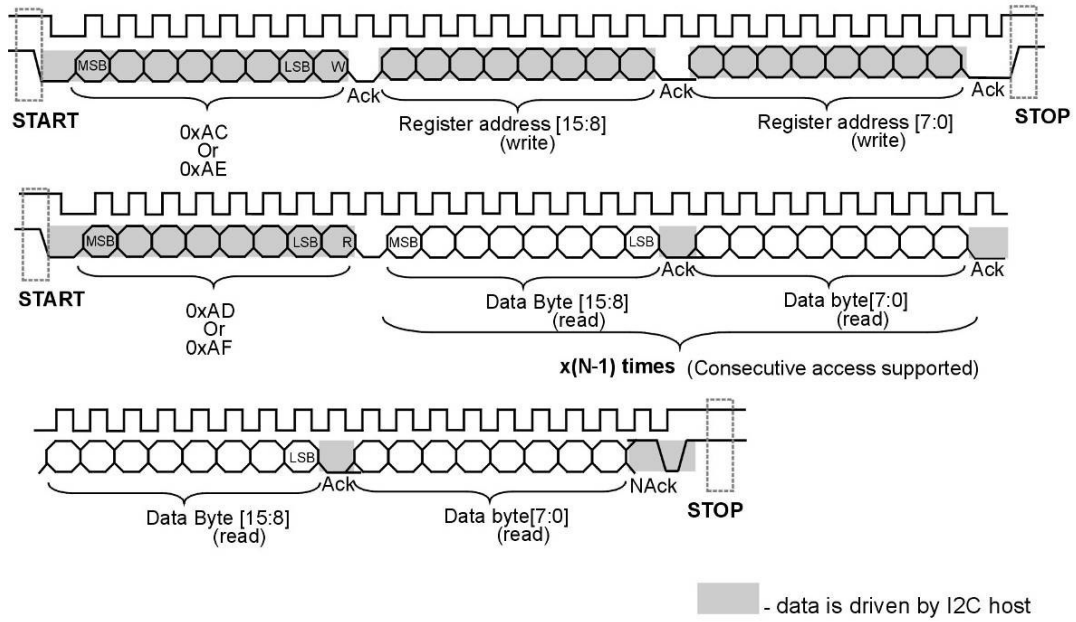 MSB LSB W
Ack Ack Ack
START STOP
0xAC
Or
0xAE
Register address [15:8]
(write)
Register address [7:0]
(write)
MSB LSB R MSB LSB
Ack Ack
START
0xAD
Or
0xAF
Data Byte [15:8]
(read)
Data byte[7:0]
(read)
x(N-1) times (Consecutive access supported)
LSB
Ack NAck
STOP
Data Byte [15:8]
(read)
Data byte[7:0]
(read)
- data is driven by I2C host